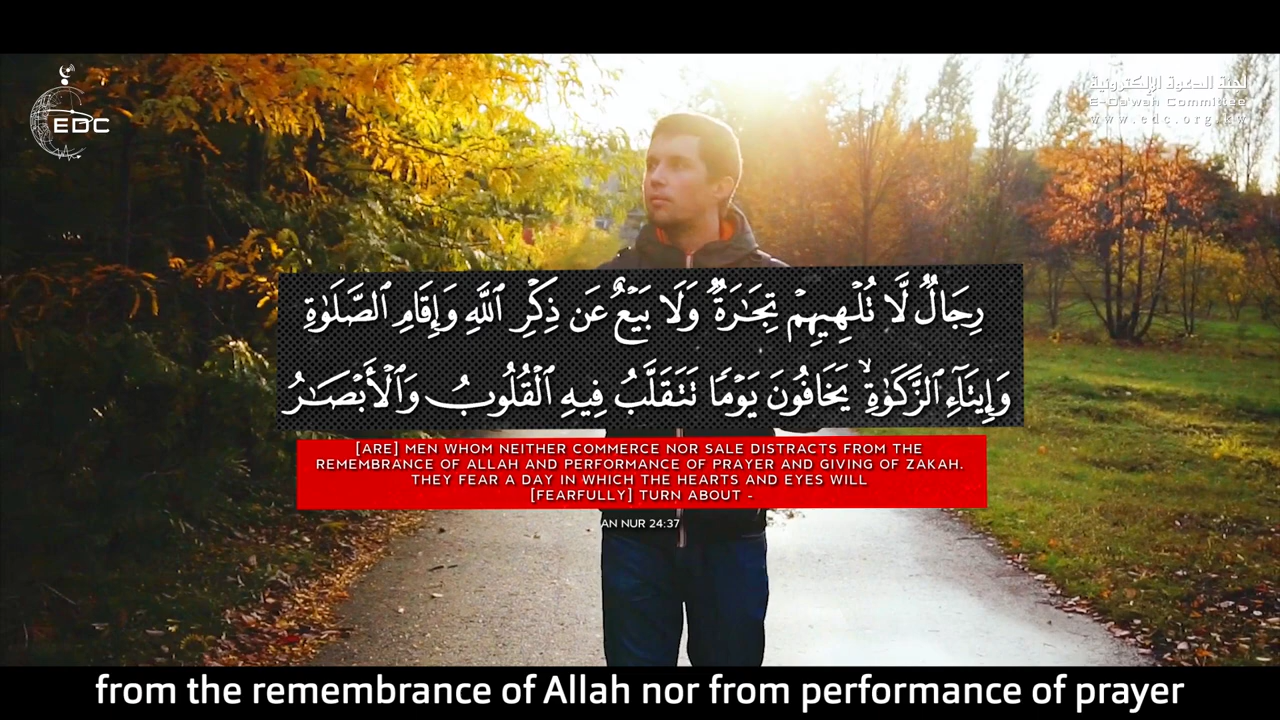 EDC
لجنة الدعوة الإلكترونية
E-Dawah Committee
www.edc.org.kw
رِجَالٌ لَّا تُلْهِيهِمْ تِجَٰرَةٌ وَلَا بَيْعٌ عَن ذِكْرِ ٱللَّهِ وَإِقَامِ ٱلصَّلَوٰةِ
وَإِيتَآءِ ٱلزَّكَوٰةِ ۙ يَخَافُونَ يَوْمًا تَتَقَلَّبُ فِيهِ ٱلْقُلُوبُ وَٱلْأَبْصَٰرُ
[ARE] MEN WHOM NEITHER COMMERCE NOR SALE DISTRACTS FROM THE
REMEMBRANCE OF ALLAH AND PERFORMANCE OF PRAYER AND GIVING OF ZAKAH.
THEY FEAR A DAY IN WHICH THE HEARTS AND EYES WILL
[FEARFULLY] TURN ABOUT -
AN NUR 24:37
from the remembrance of Allah nor from performance of prayer